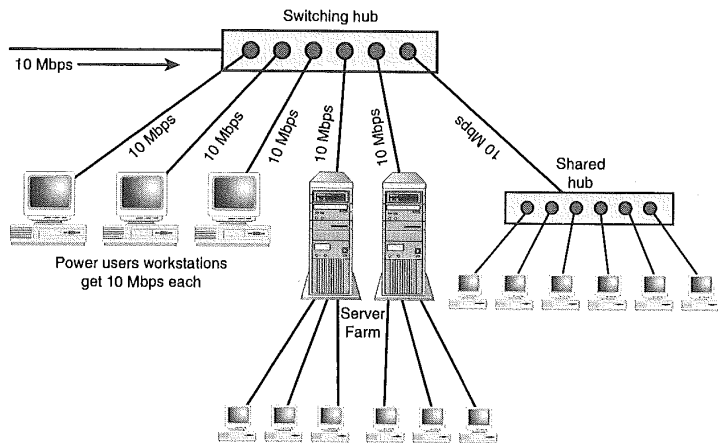 Switching hub
10 Mbps
10 Mbps
10 Mbps
10 Mbps
10 Mbps
10 Mbps
10 Mbps
Shared
hub
Power users workstations
get 10 Mbps each
Server
Farm